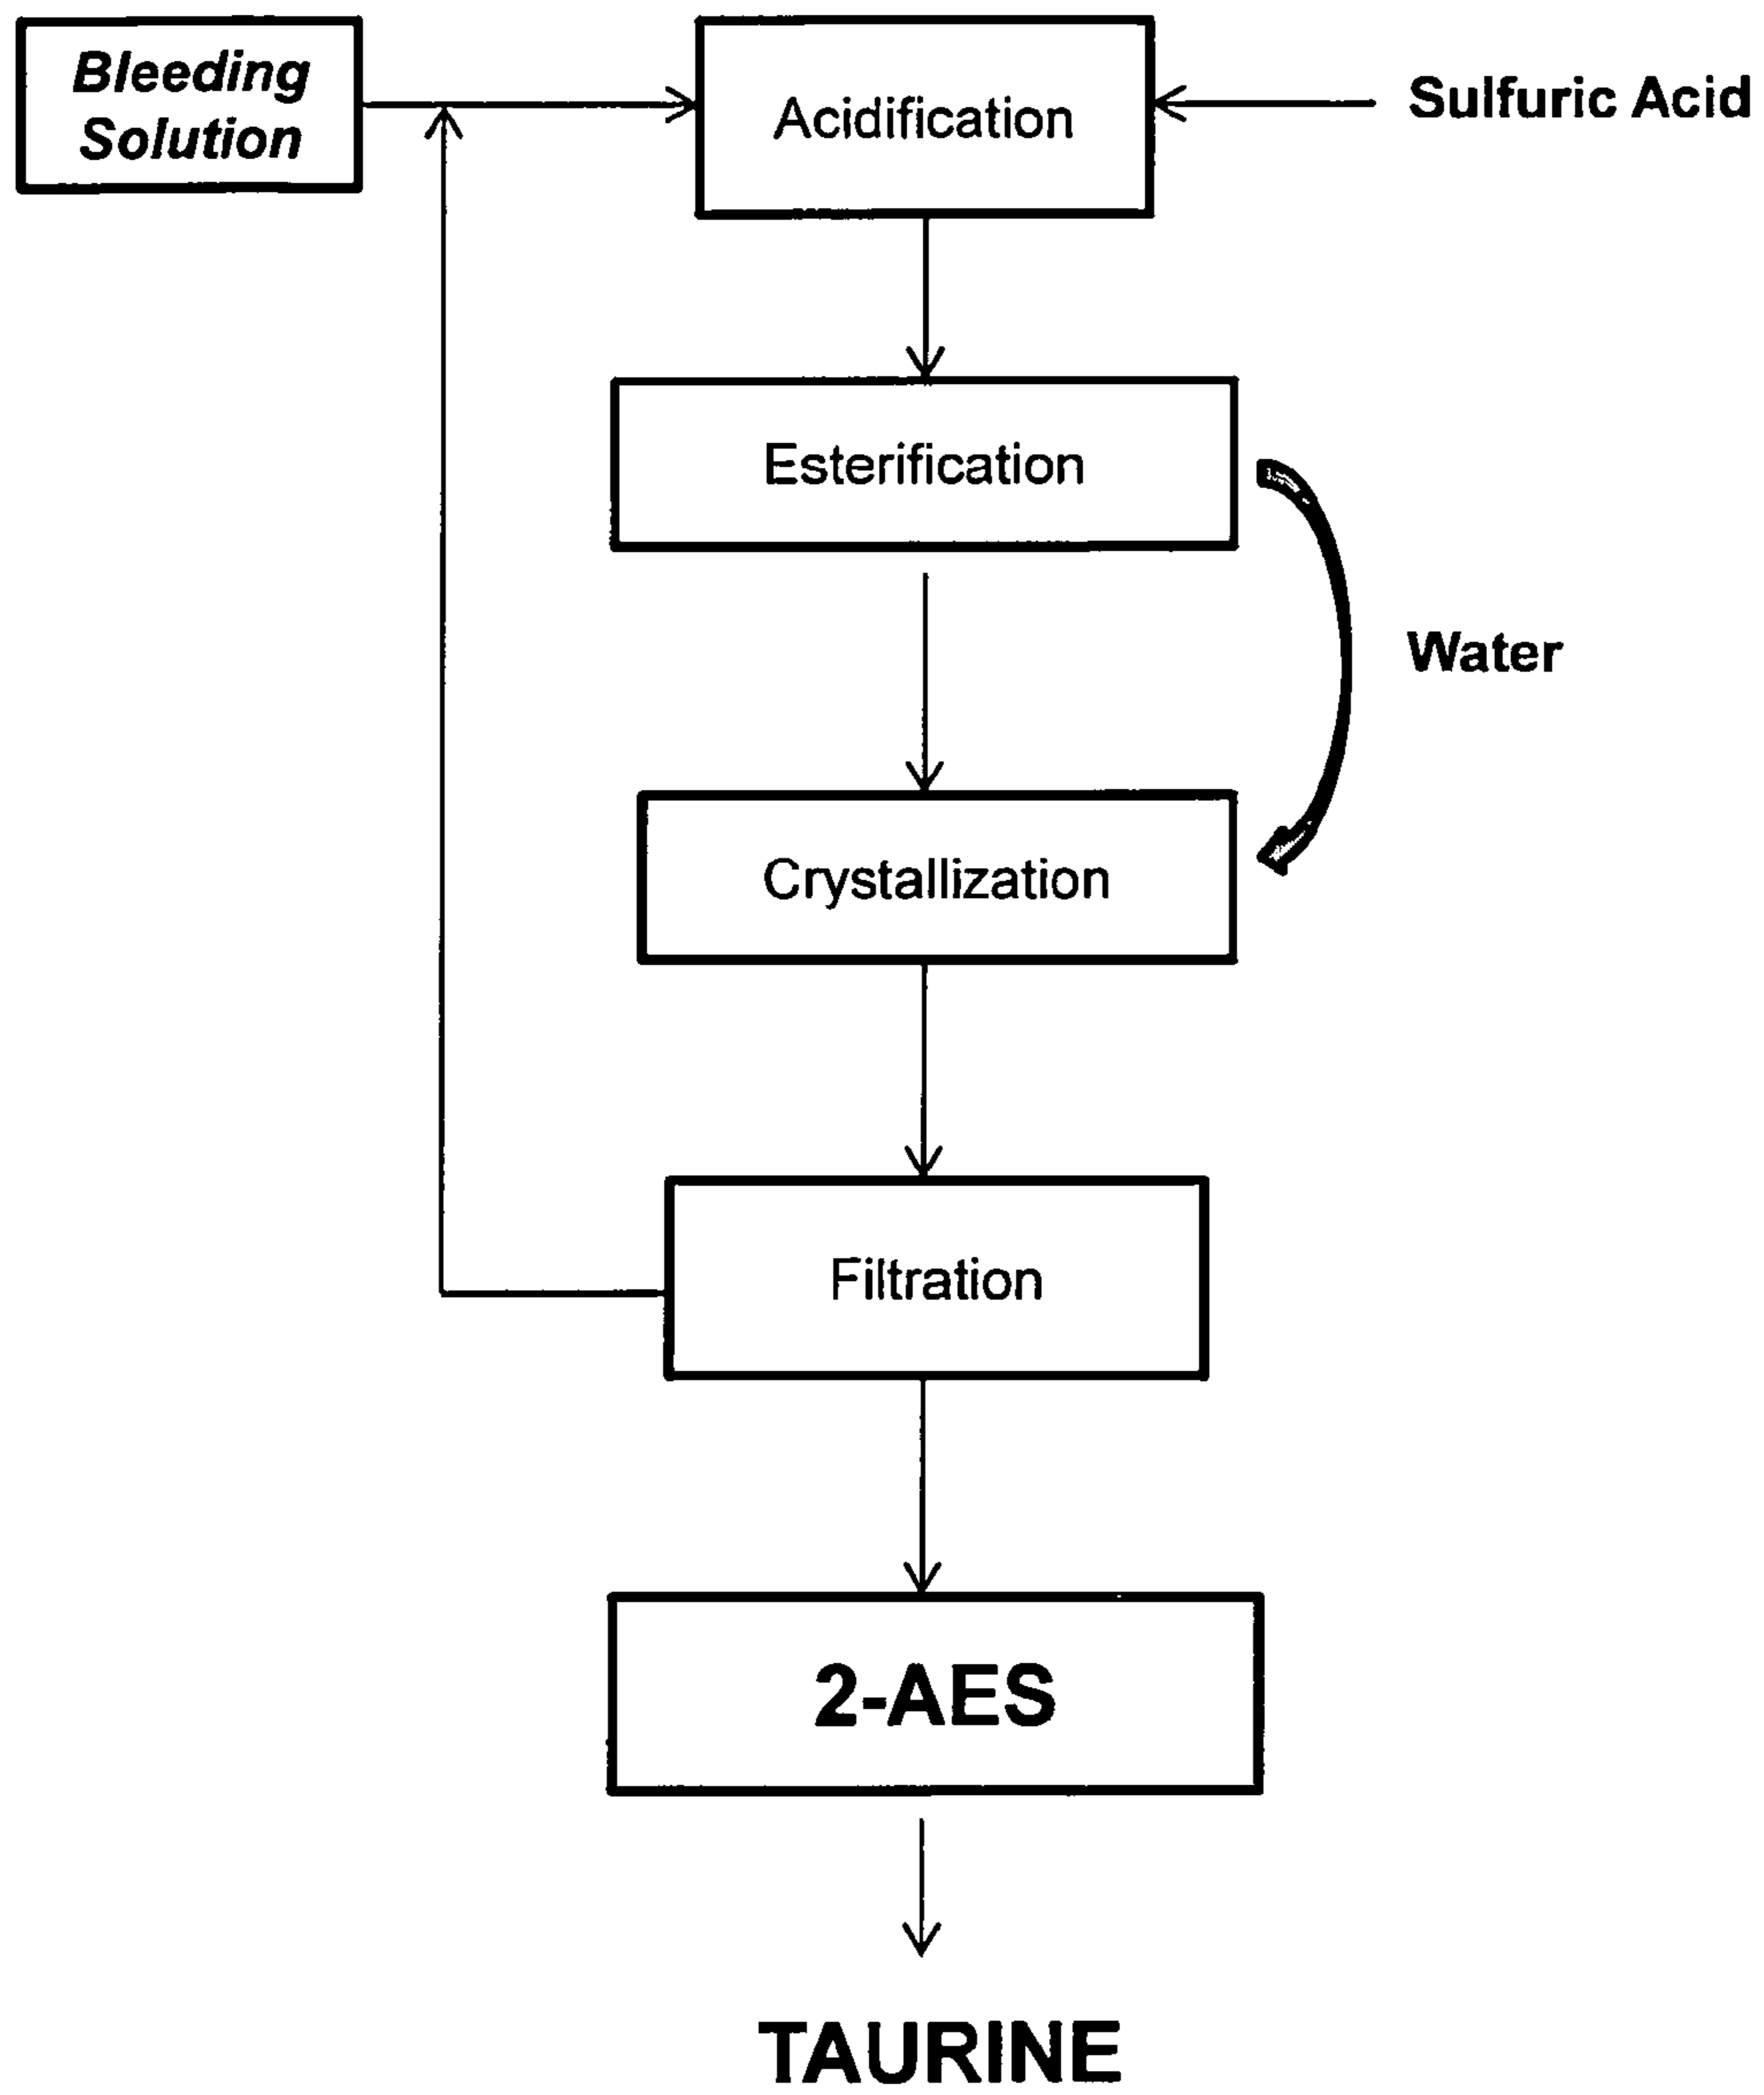 Bleeding
Solution
Acidification
Sulfuric Acid
Esterification
Water
Crystallization
Filtration
2-AES
TAURINE